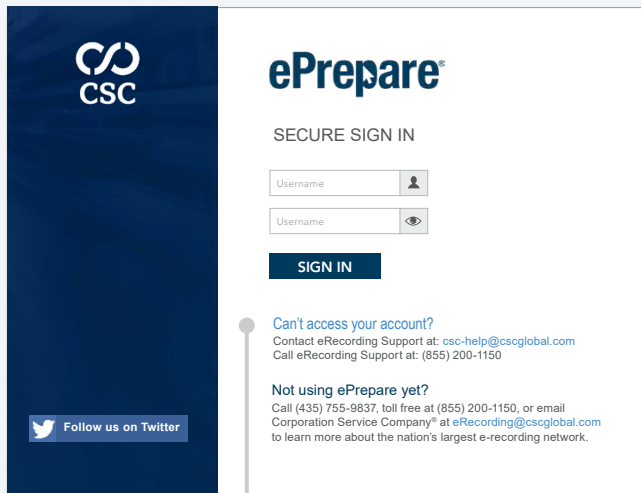 CSC
ePrepare®
SECURE SIGN IN
Username
Username
SIGN IN
Can't access your account?
Contact eRecording Support at: csc-help@cscglobal.com
Call eRecording Support at: (855) 200-1150
Not using ePrepare yet?
Call (435) 755-9837, toll free at (855) 200-1150, or email
Corporation Service Company® at eRecording@cscglobal.com
to learn more about the nation's largest e-recording network.
Follow us on Twitter